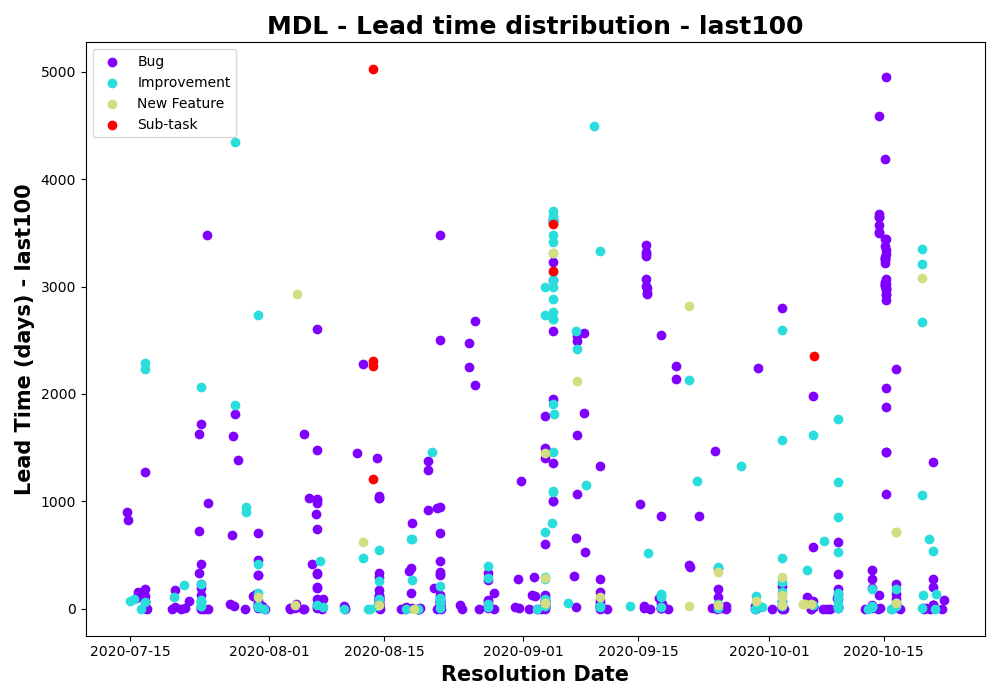 MDL - Lead time distribution - last100
Bug
Improvement
New Feature
Sub-task
5000
4000
3000
2000
1000
0
Lead Time (days) - last100
2020-07-15
2020-08-01
2020-08-15
2020-09-01
2020-09-15
2020-10-01
2020-10-15
Resolution Date